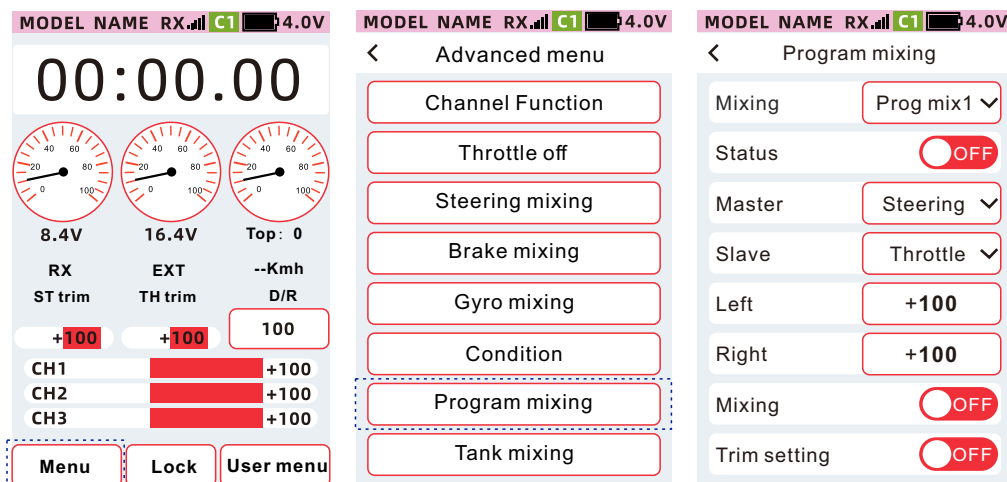 MODEL NAME RX C1 4.0V
00:00.00
40 60
20 80
0 100
40 60
20 80
0 100
40 60
20 80
0 100
8.4V 16.4V Top: 0
RX EXT --Kmh
ST trim TH trim D/R
+100 +100 100
CH1 +100
CH2 +100
CH3 +100
Menu Lock User menu
MODEL NAME RX C1 4.0V
< Advanced menu
Channel Function
Throttle off
Steering mixing
Brake mixing
Gyro mixing
Condition
Program mixing
Tank mixing
MODEL NAME RX C1 4.0V
< Program mixing
Mixing Prog mix1
Status OFF
Master Steering
Slave Throttle
Left +100
Right +100
Mixing OFF
Trim setting OFF